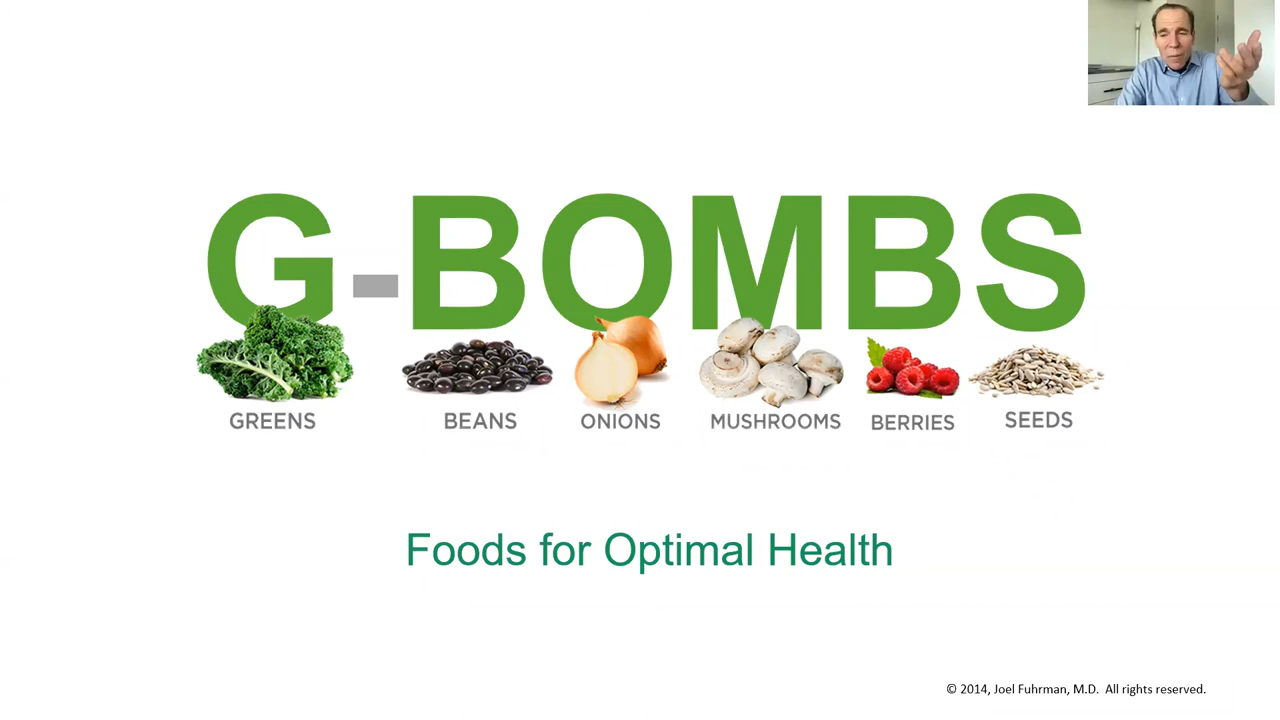 G-BOMBS
GREENS BEANS ONIONS MUSHROOMS BERRIES SEEDS
Foods for Optimal Health
© 2014, Joel Fuhrman, M.D. All rights reserved.